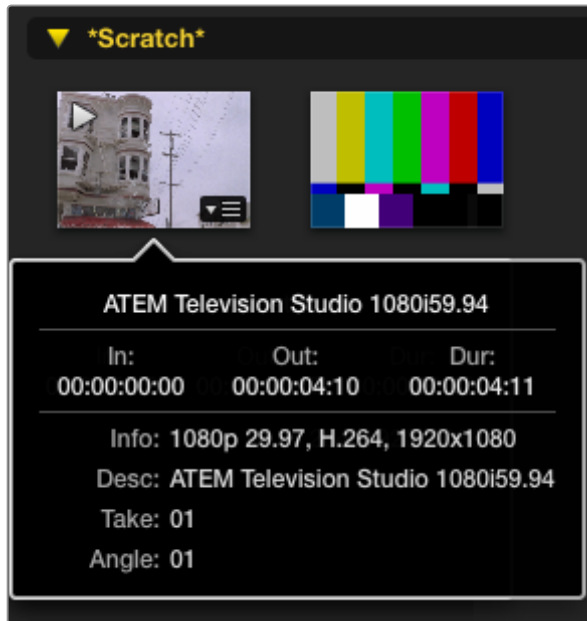 *Scratch*
ATEM Television Studio 1080i59.94
In: Out: Dur:
00:00:00:00 00:00:04:10 00:00:04:11
Info: 1080p 29.97, H.264, 1920x1080
Desc: ATEM Television Studio 1080i59.94
Take: 01
Angle: 01